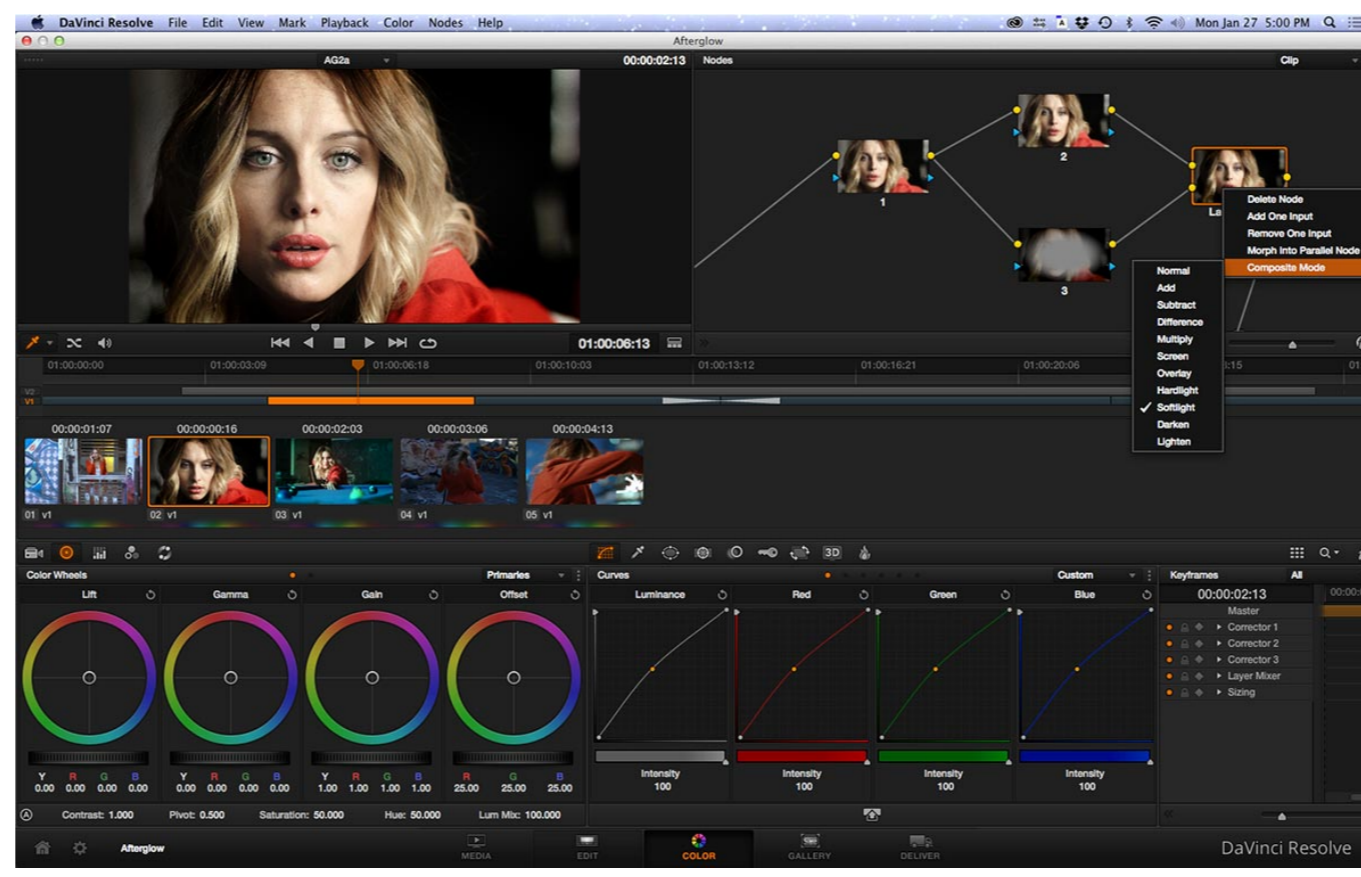 DaVinci Resolve File Edit View Mark Playback Color Nodes Help Mon Jan 27 5:00 PM
Afterglow
AG2a 00:00:02:13 Nodes Clip
2
1
3
La
Delete Node
Add One Input
Remove One Input
Morph Into Parallel Node
Composite Mode
Normal
Add
Subtract
Difference
Multiply
Screen
Overlay
Hardlight
Softlight
Darken
Lighten
01:00:06:13
01:00:00:00 01:00:03:09 01:00:06:18 01:00:10:03 01:00:13:12 01:00:16:21 01:00:20:06 :15 01
V2
V1
00:00:01:07 00:00:00:16 00:00:02:03 00:00:03:06 00:00:04:13
01 v1 02 v1 03 v1 04 v1 05 v1
3D
Color Wheels Primaries Curves Custom Keyframes All
Lift Gamma Gain Offset Luminance Red Green Blue 00:00:02:13 00:00:
Master
Corrector 1
Corrector 2
Corrector 3
Layer Mixer
Sizing
Y R G B Y R G B Y R G B R G B
0.00 0.00 0.00 0.00 0.00 0.00 0.00 0.00 1.00 1.00 1.00 1.00 25.00 25.00 25.00
Intensity Intensity Intensity Intensity
100 100 100 100
A Contrast: 1.000 Pivot: 0.500 Saturation: 50.000 Hue: 50.000 Lum Mix: 100.000
Afterglow MEDIA EDIT COLOR GALLERY DELIVER DaVinci Resolve